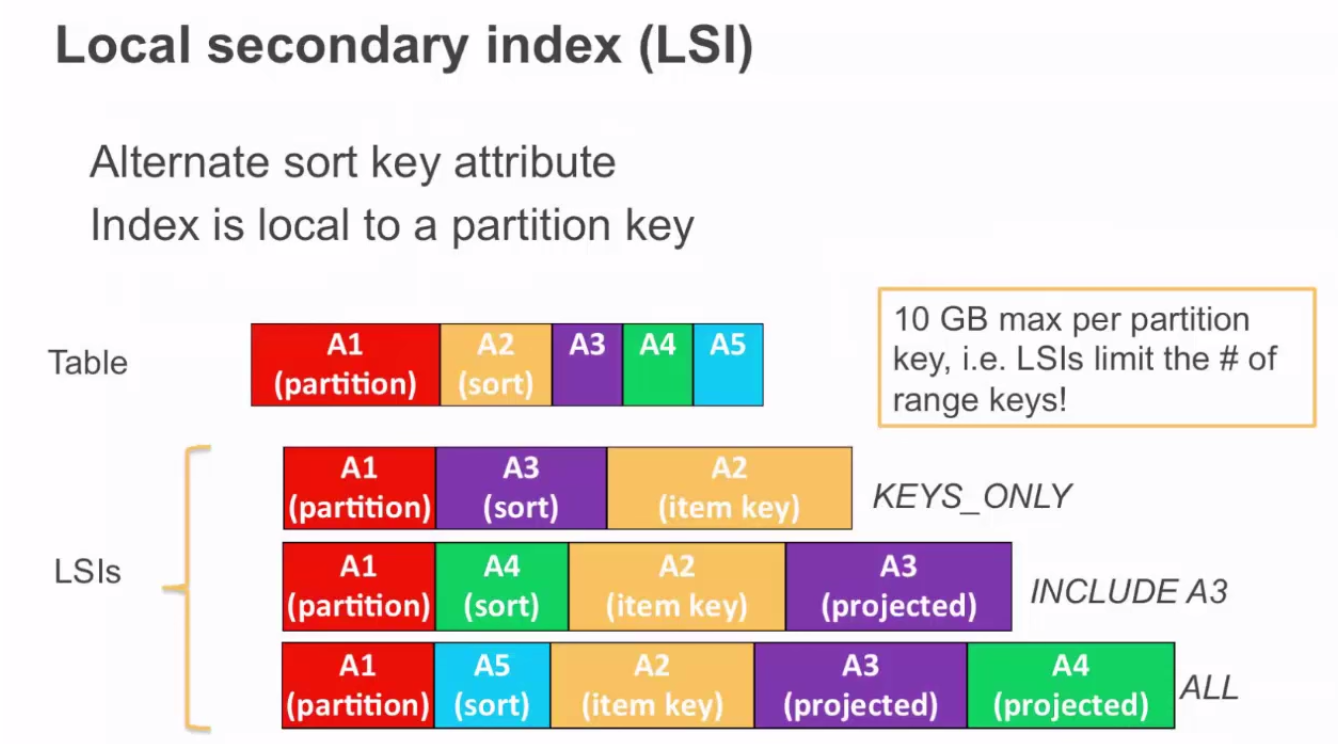 Local secondary index (LSI)
Alternate sort key attribute
Index is local to a partition key
10 GB max per partition
key, i.e. LSIs limit the # of
range keys!
Table
A1 A2 A3 A4 A5
(partition) (sort)
LSIs
A1 A3 A2
(partition) (sort) (item key)
KEYS_ONLY
A1 A4 A2 A3
(partition) (sort) (item key) (projected)
INCLUDE A3
A1 A5 A2 A3 A4
(partition) (sort) (item key) (projected) (projected)
ALL